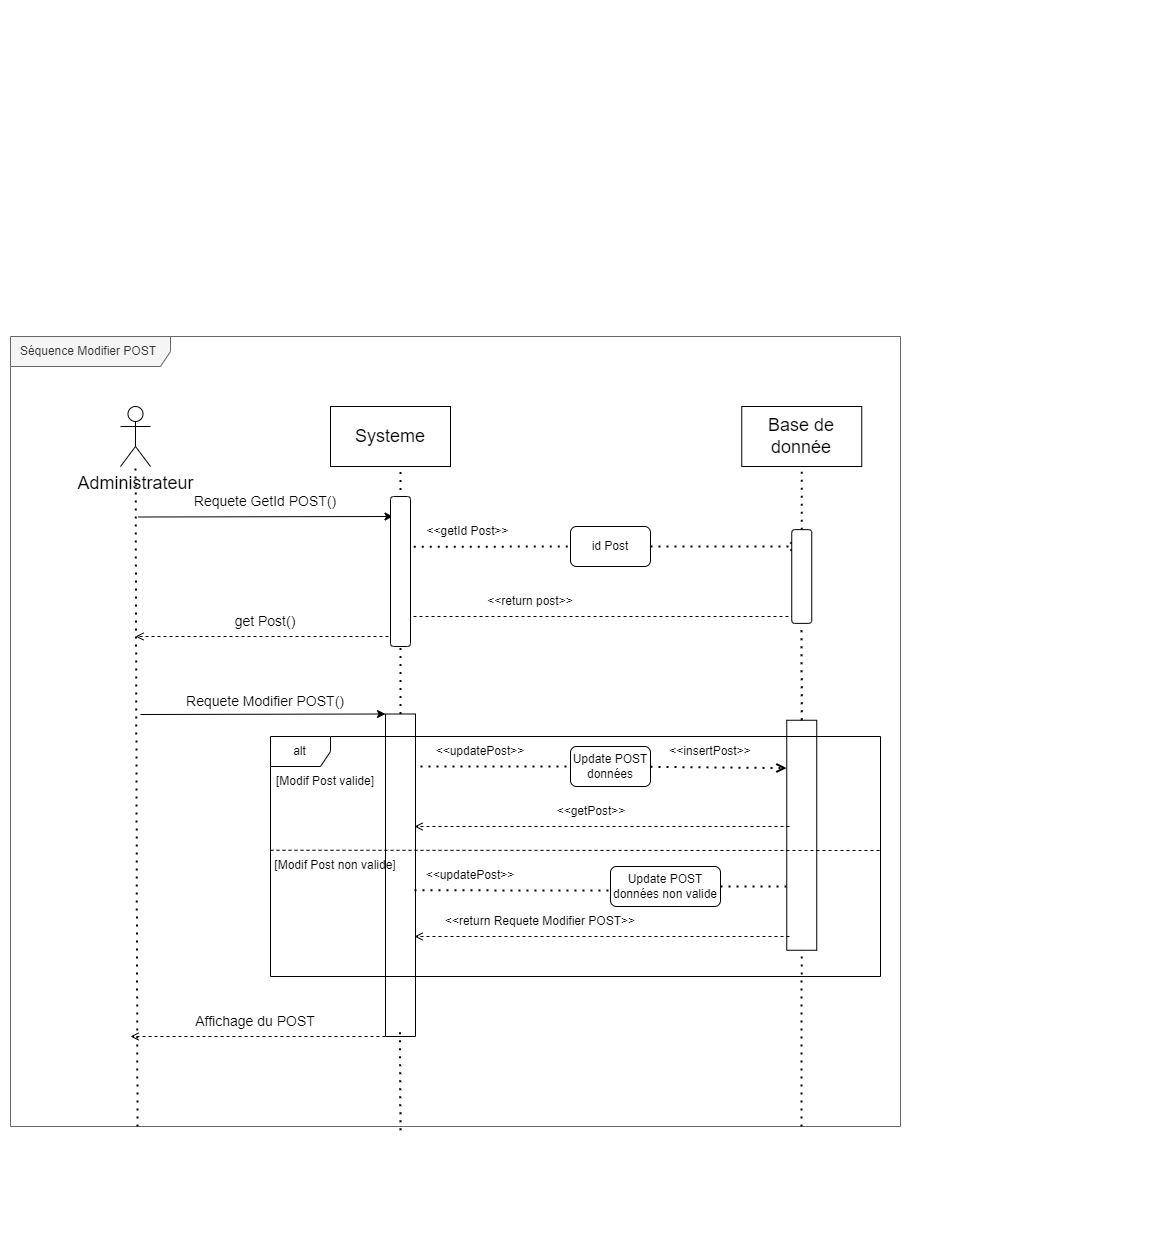 Séquence Modifier POST
Systeme
Base de
donnée
Administrateur
Requete GetId POST()
<<getId Post>>
id Post
<<return post>>
get Post()
Requete Modifier POST()
alt
<<updatePost>>
Update POST
données
<<insertPost>>
[Modif Post valide]
<<getPost>>
[Modif Post non valide]
<<updatePost>>
Update POST
données non valide
<<return Requete Modifier POST>>
Affichage du POST